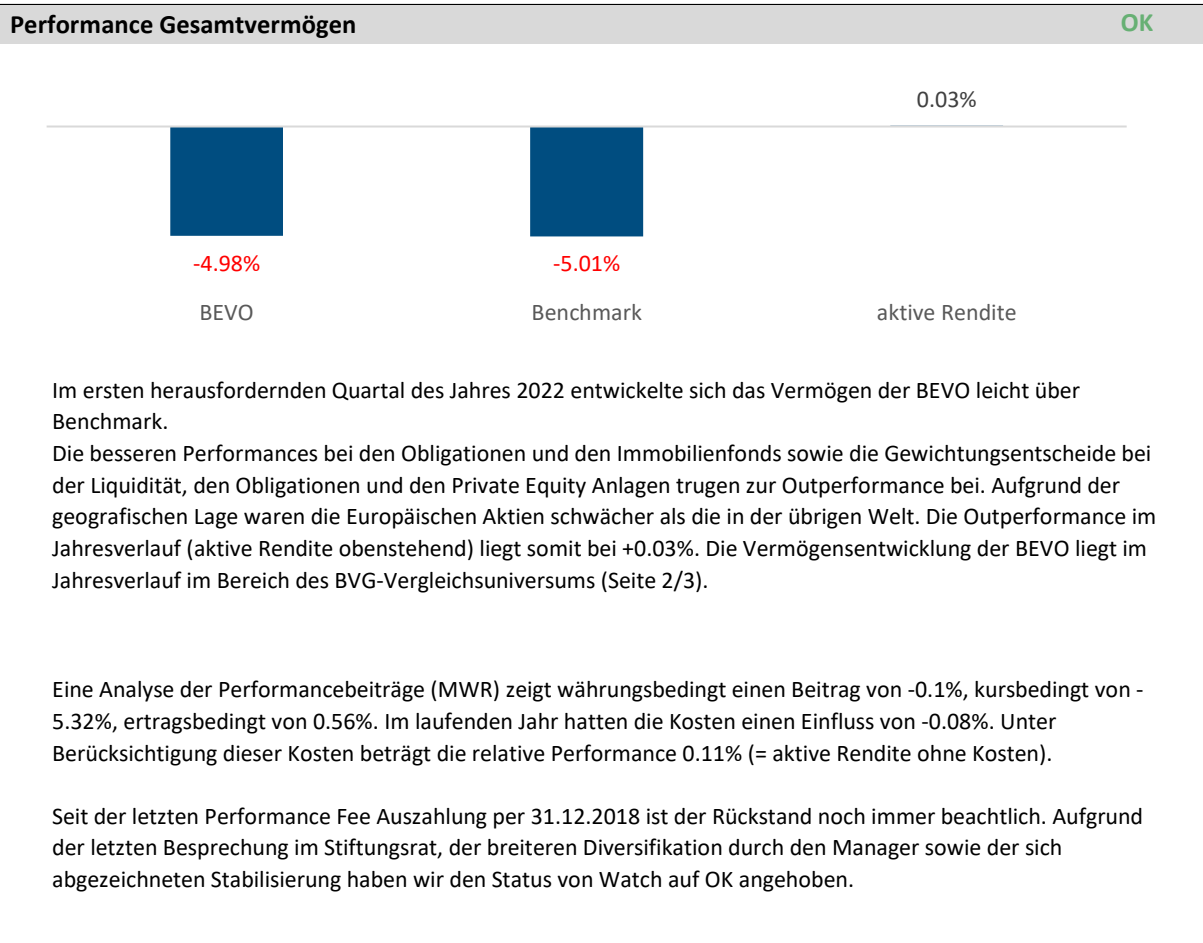 Performance Gesamtvermögen OK
0.03%
-4.98% -5.01%
BEVO Benchmark aktive Rendite
Im ersten herausfordernden Quartal des Jahres 2022 entwickelte sich das Vermögen der BEVO leicht über
Benchmark.
Die besseren Performances bei den Obligationen und den Immobilienfonds sowie die Gewichtungsentscheide bei
der Liquidität, den Obligationen und den Private Equity Anlagen trugen zur Outperformance bei. Aufgrund der
geografischen Lage waren die Europäischen Aktien schwächer als die in der übrigen Welt. Die Outperformance im
Jahresverlauf (aktive Rendite obenstehend) liegt somit bei +0.03%. Die Vermögensentwicklung der BEVO liegt im
Jahresverlauf im Bereich des BVG-Vergleichsuniversums (Seite 2/3).
Eine Analyse der Performancebeiträge (MWR) zeigt währungsbedingt einen Beitrag von -0.1%, kursbedingt von -
5.32%, ertragsbedingt von 0.56%. Im laufenden Jahr hatten die Kosten einen Einfluss von -0.08%. Unter
Berücksichtigung dieser Kosten beträgt die relative Performance 0.11% (= aktive Rendite ohne Kosten).
Seit der letzten Performance Fee Auszahlung per 31.12.2018 ist der Rückstand noch immer beachtlich. Aufgrund
der letzten Besprechung im Stiftungsrat, der breiteren Diversifikation durch den Manager sowie der sich
abgezeichneten Stabilisierung haben wir den Status von Watch auf OK angehoben.